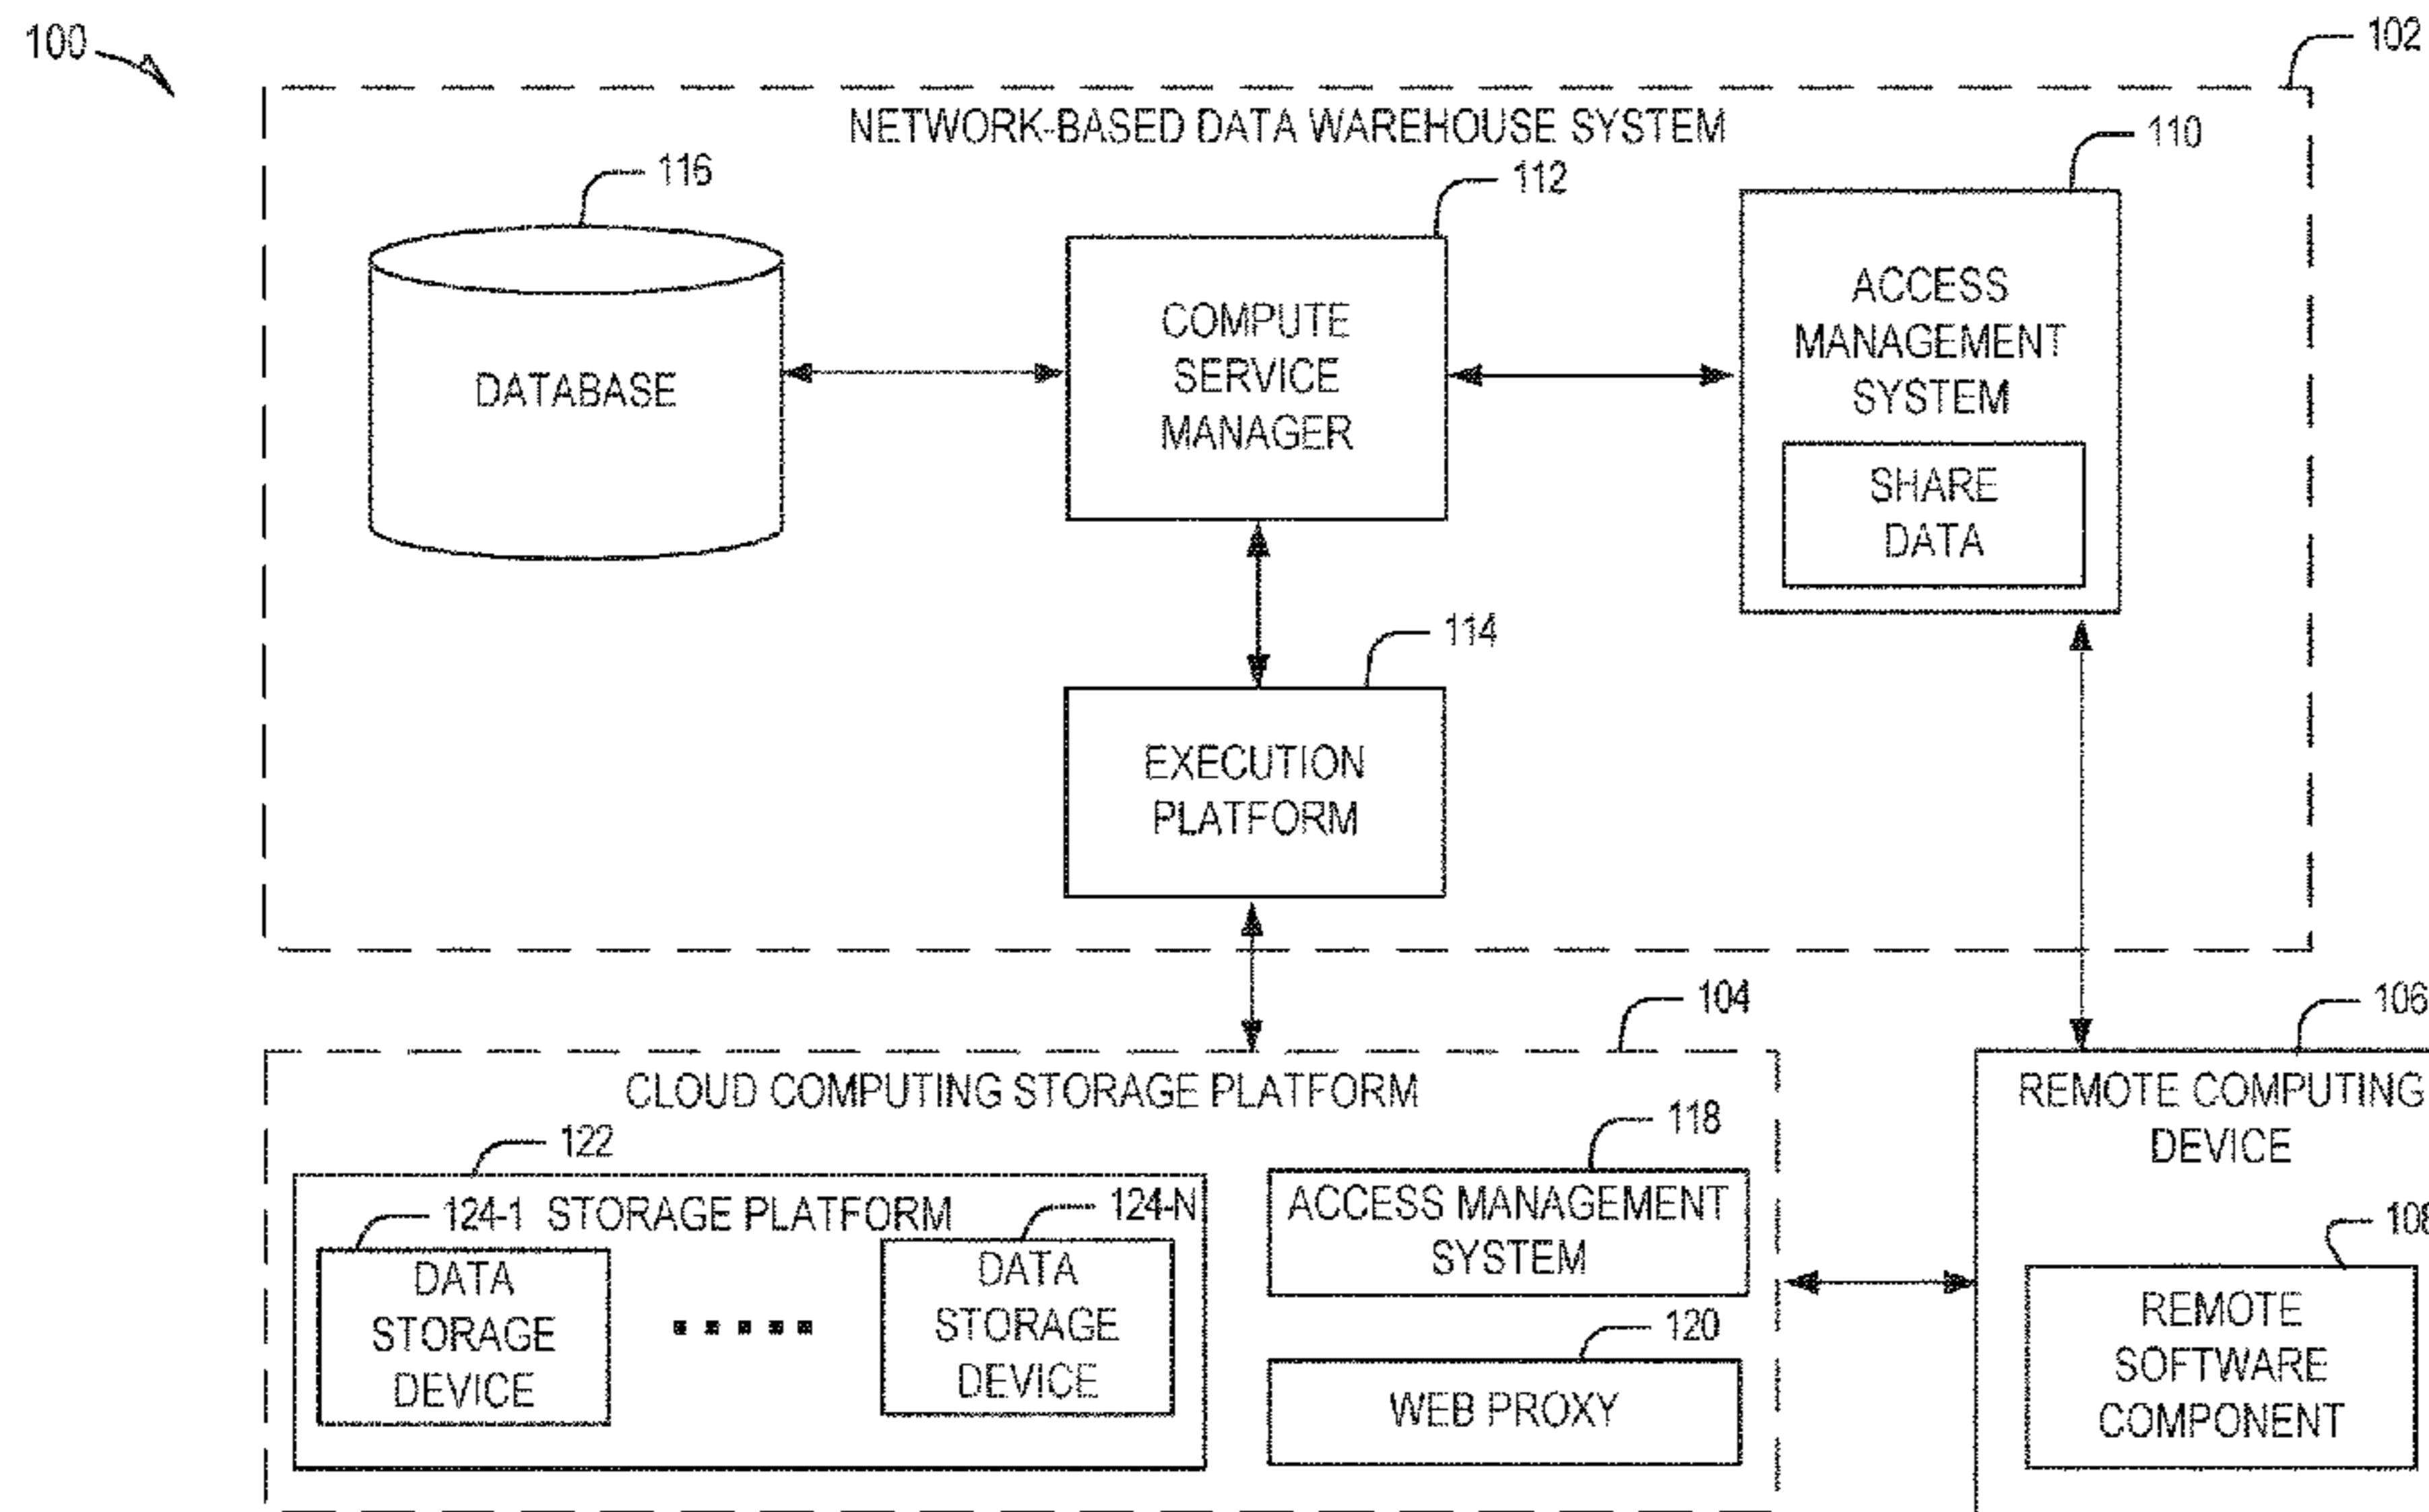 100
102
NETWORK-BASED DATA WAREHOUSE SYSTEM
116
112
110
DATABASE
COMPUTE
SERVICE
MANAGER
ACCESS
MANAGEMENT
SYSTEM
SHARE
DATA
114
EXECUTION
PLATFORM
104
106
CLOUD COMPUTING STORAGE PLATFORM
REMOTE COMPUTING
DEVICE
122
118
124-1 STORAGE PLATFORM 124-N
DATA
STORAGE
DEVICE
DATA
STORAGE
DEVICE
ACCESS MANAGEMENT
SYSTEM
120
WEB PROXY
108
REMOTE
SOFTWARE
COMPONENT